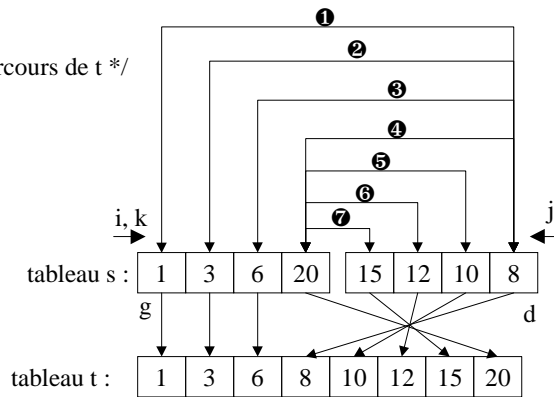 ❶
❷
rcours de t */
❸
❹
❺
❻
i, k
❼
j
tableau s : 1 3 6 20 15 12 10 8
g
d
tableau t : 1 3 6 8 10 12 15 20